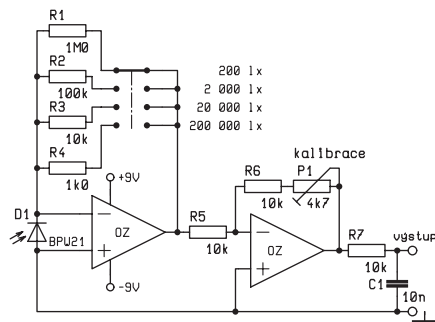 R1
1M0
R2
100k
R3
10k
R4
1k0
200 lx
2 000 lx
20 000 lx
200 000 lx
+9V
D1
BPW21
−
+
OZ
-9V
R5
10k
kalibrace
R6
P1
10k
4k7
−
+
OZ
R7
10k
výstup
C1
10n